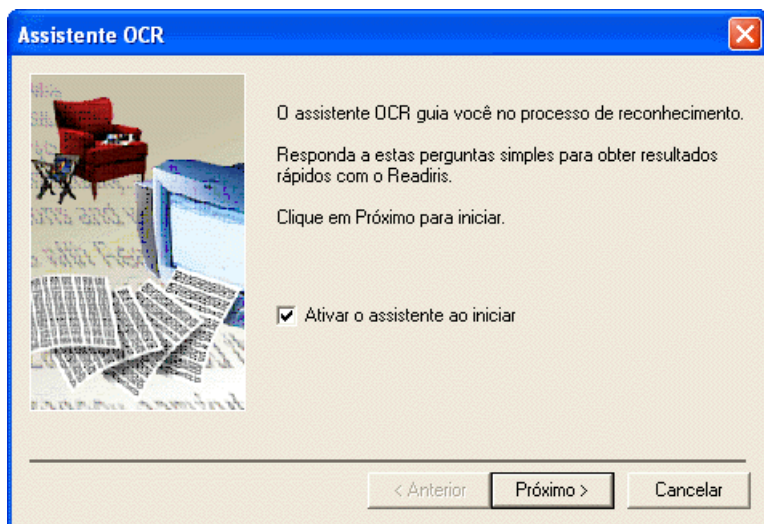 Assistente OCR
O assistente OCR guia você no processo de reconhecimento.
Responda a estas perguntas simples para obter resultados
rápidos com o Readiris.
Clique em Próximo para iniciar.
Ativar o assistente ao iniciar
< Anterior
Próximo >
Cancelar